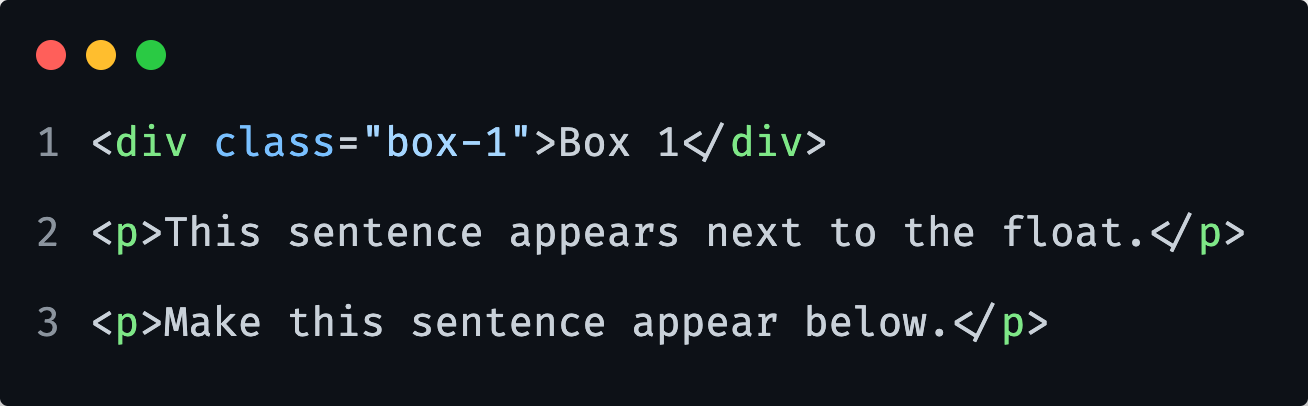 1 <div class="box-1">Box 1</div>
2 <p>This sentence appears next to the float.</p>
3 <p>Make this sentence appear below.</p>